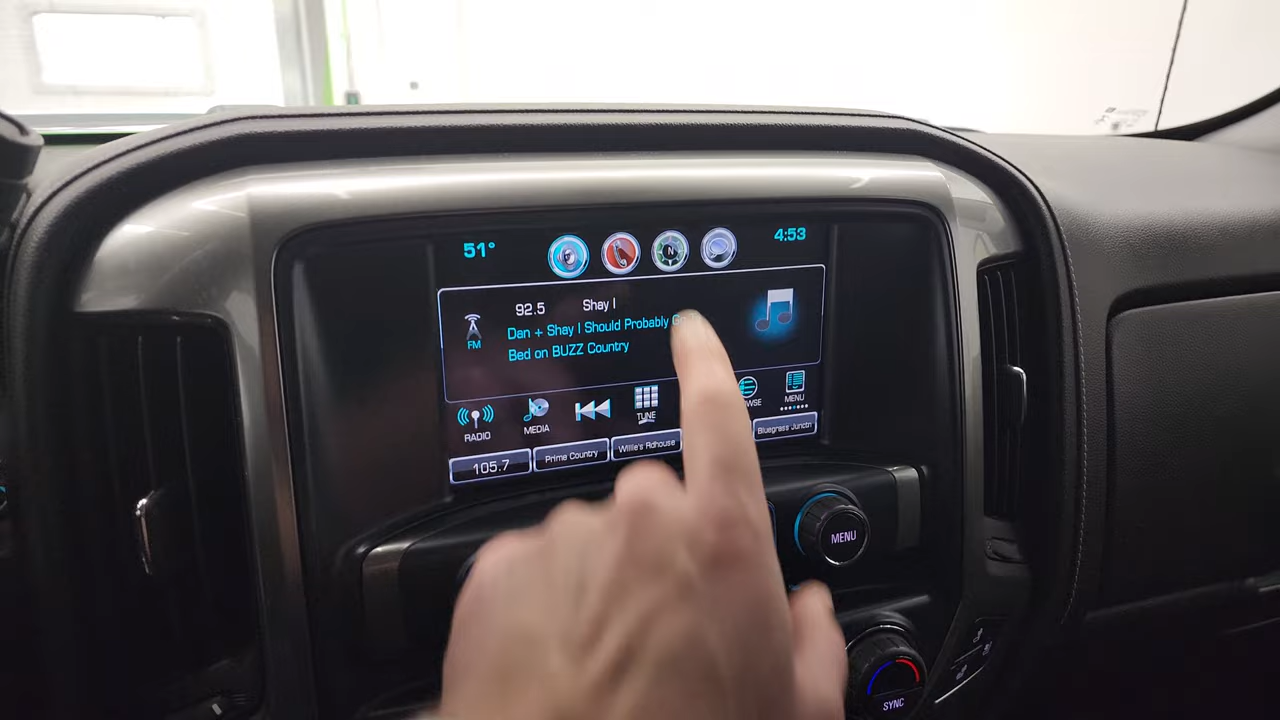 51° N 4:53
92.5 Shay I
FM
Dan + Shay I Should Probably
Bed on BUZZ Country
RADIO MEDIA TUNE MENU
105.7 Prime Country Willie's Rdhouse Bluegrass Junctn
MENU
SYNC